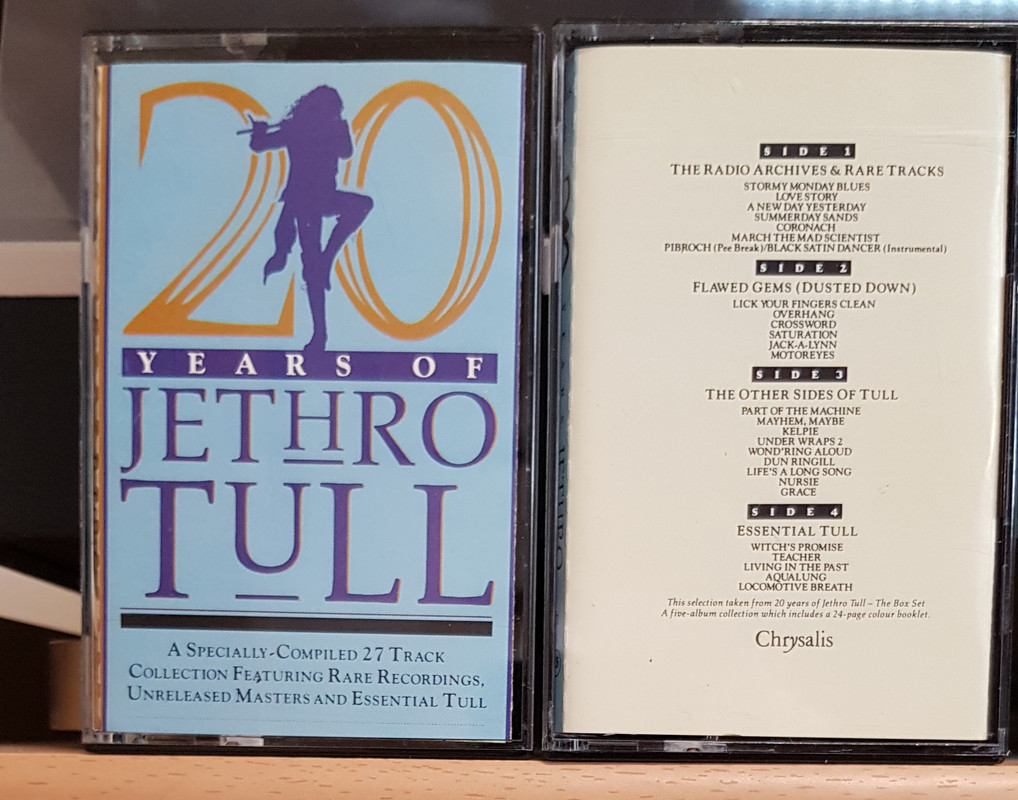 20
YEARS OF
JETHRO
TULL
A SPECIALLY-COMPILED 27 TRACK
COLLECTION FEATURING RARE RECORDINGS,
UNRELEASED MASTERS AND ESSENTIAL TULL
SIDE 1
THE RADIO ARCHIVES & RARE TRACKS
STORMY MONDAY BLUES
LOVE STORY
A NEW DAY YESTERDAY
SUMMERDAY SANDS
CORONACH
MARCH THE MAD SCIENTIST
PIBROCH (Pee Break)/BLACK SATIN DANCER (Instrumental)
SIDE 2
FLAWED GEMS (DUSTED DOWN)
LICK YOUR FINGERS CLEAN
OVERHANG
CROSSWORD
SATURATION
JACK-A-LYNN
MOTOREYES
SIDE 3
THE OTHER SIDES OF TULL
PART OF THE MACHINE
MAYHEM, MAYBE
KELPIE
UNDER WRAPS 2
WOND'RING ALOUD
DUN RINGILL
LIFE'S A LONG SONG
NURSIE
GRACE
SIDE 4
ESSENTIAL TULL
WITCH'S PROMISE
TEACHER
LIVING IN THE PAST
AQUALUNG
LOCOMOTIVE BREATH
This selection taken from 20 years of Jethro Tull – The Box Set
A five-album collection which includes a 24-page colour booklet.
Chrysalis